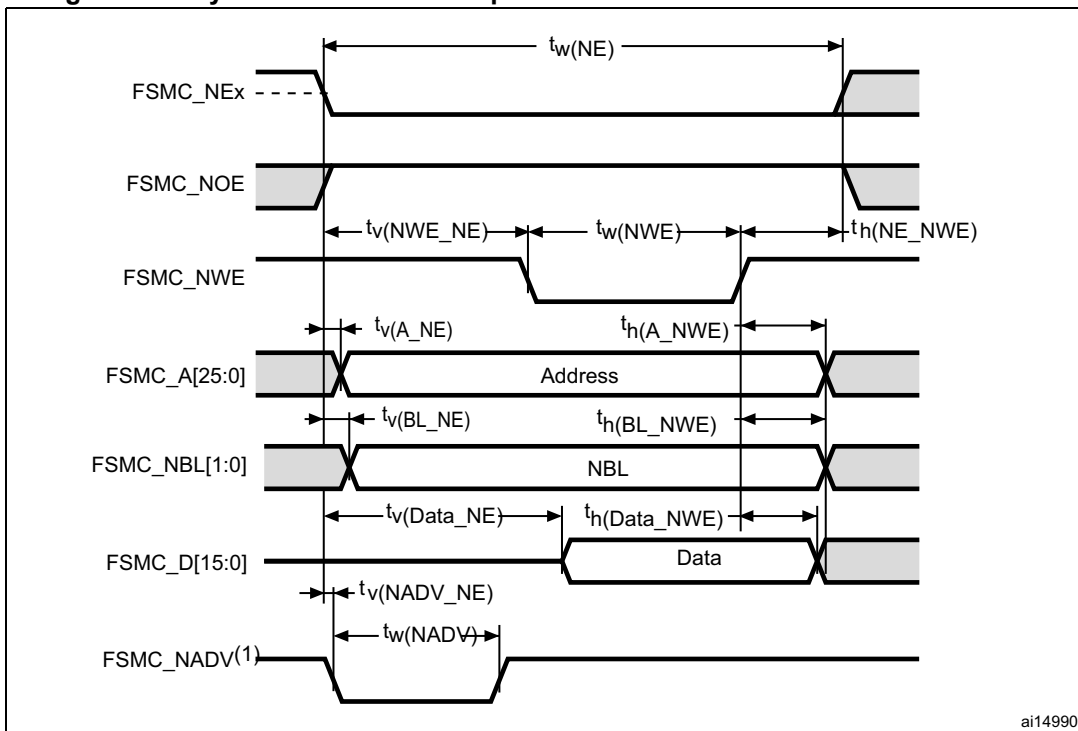 tw(NE)
FSMC_NEx
FSMC_NOE
tv(NWE_NE) tw(NWE) th(NE_NWE)
FSMC_NWE
tv(A_NE) th(A_NWE)
FSMC_A[25:0] Address
tv(BL_NE) th(BL_NWE)
FSMC_NBL[1:0] NBL
tv(Data_NE) th(Data_NWE)
FSMC_D[15:0] Data
tv(NADV_NE)
tw(NADV)
FSMC_NADV(1)
ai14990